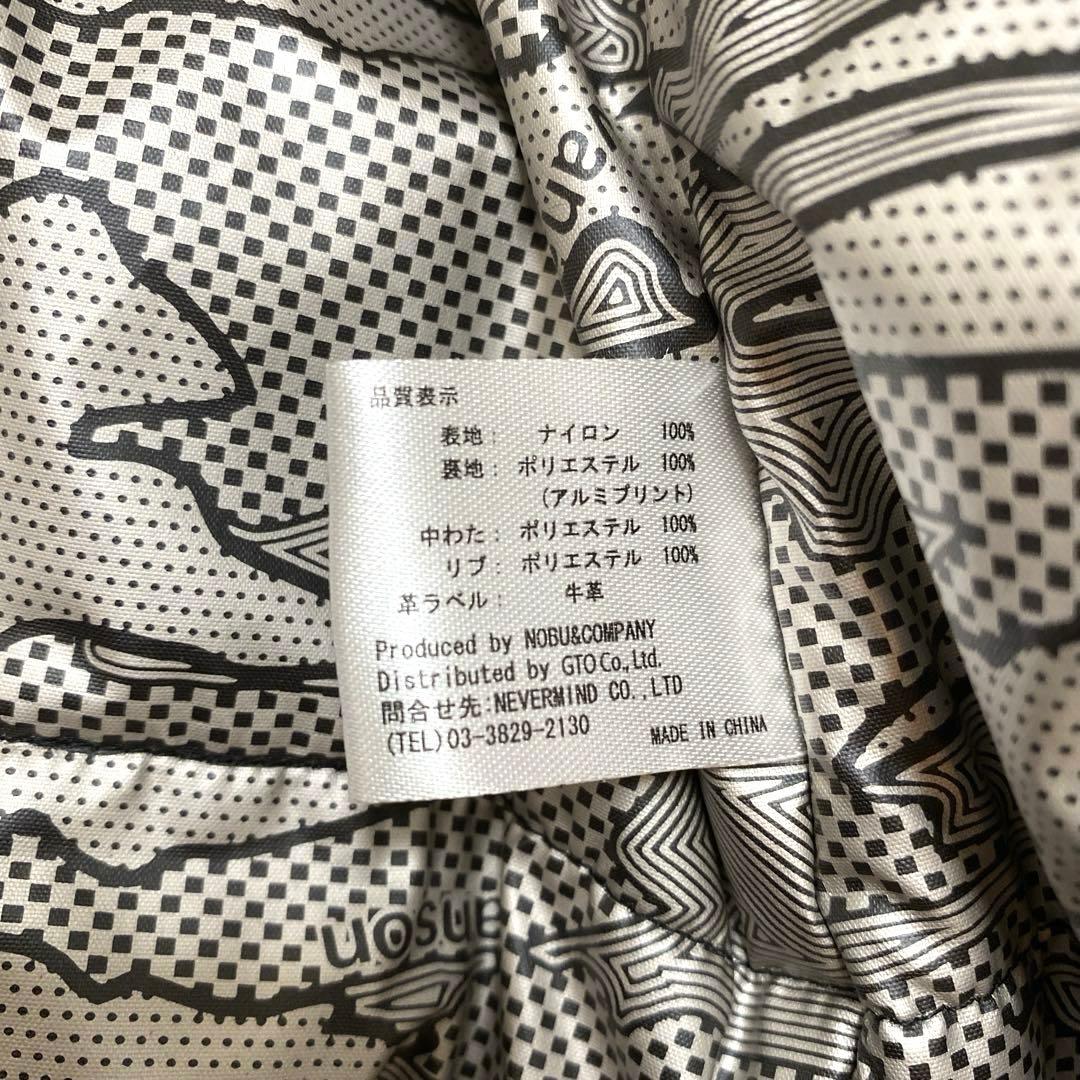 an
品質表示
表地： ナイロン 100%
裏地： ポリエステル 100%
(アルミプリント)
中わた： ポリエステル 100%
リブ： ポリエステル 100%
革ラベル： 牛革
Produced by NOBU&COMPANY
Distributed by GTO Co.,Ltd.
問合せ先：NEVERMIND CO.,LTD
(TEL)03-3829-2130
MADE IN CHINA